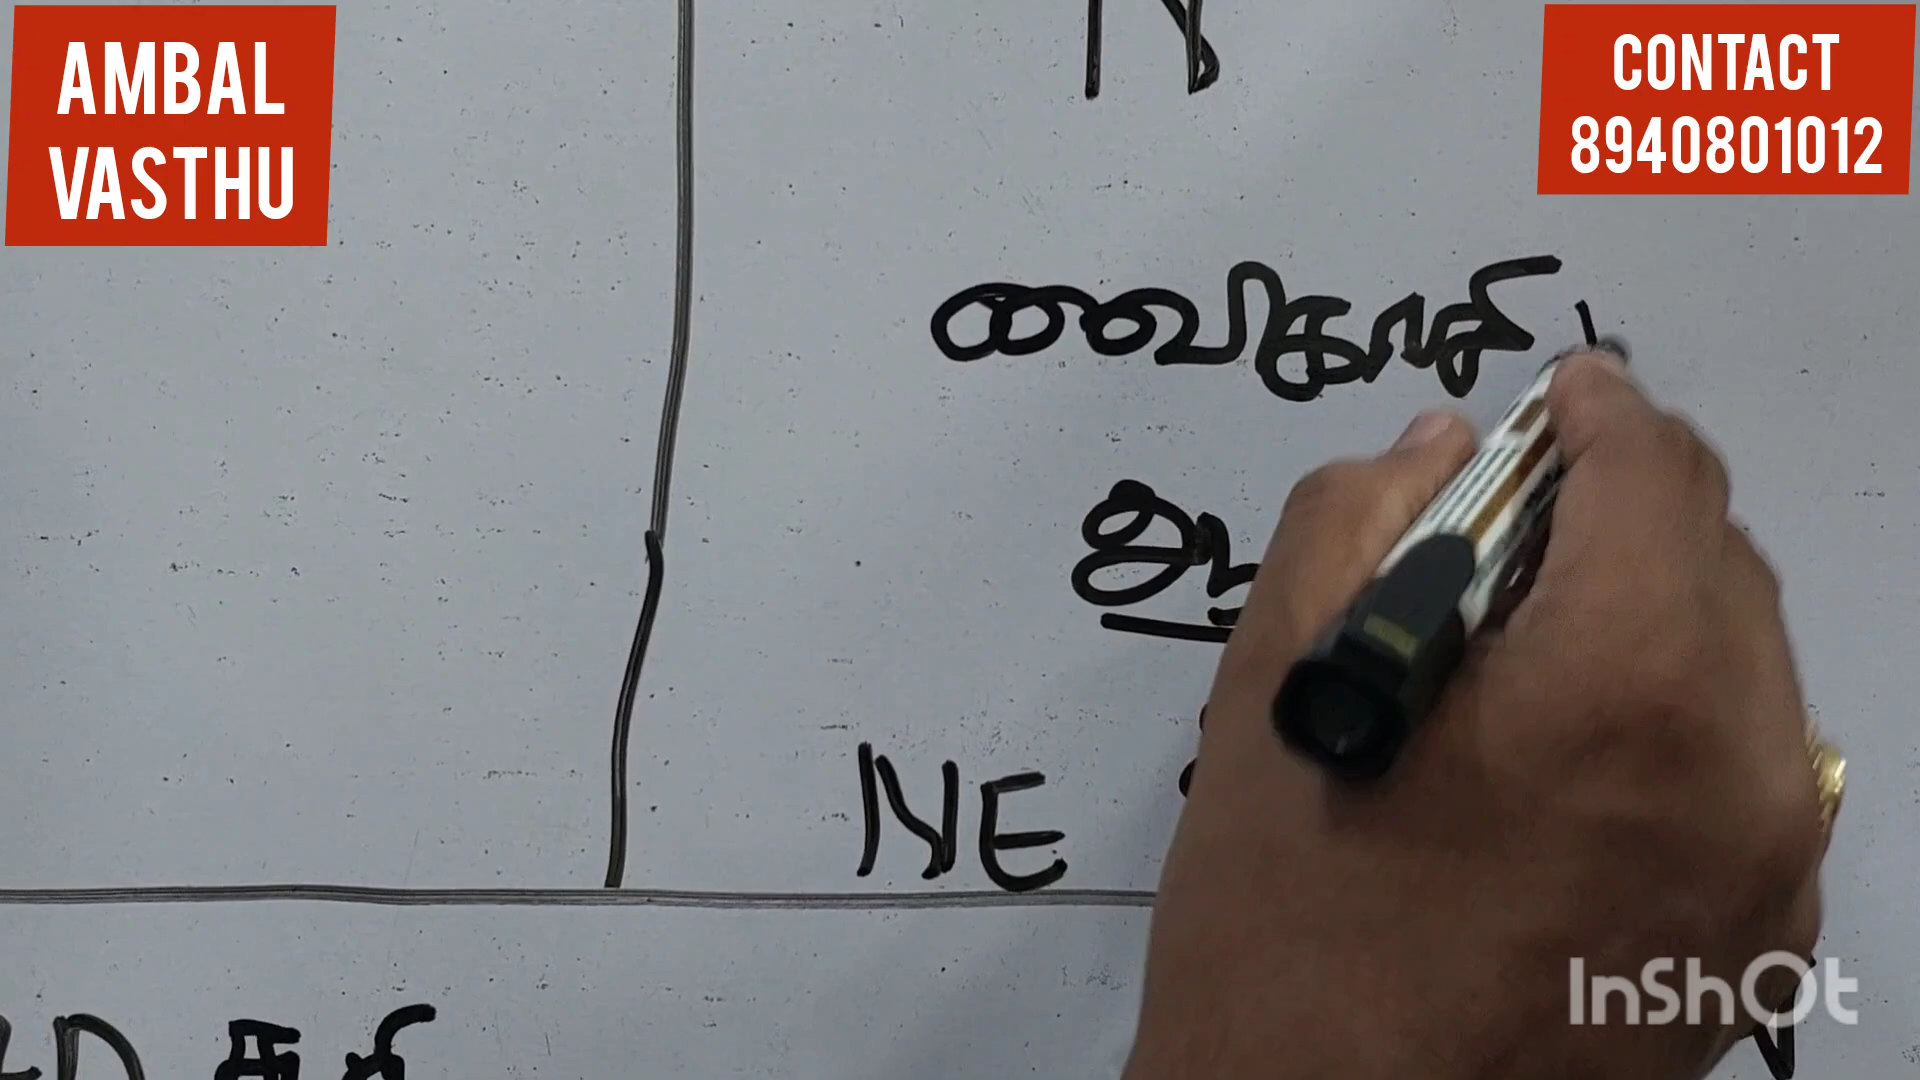 AMBAL
VASTHU
CONTACT
8940801012
N
வைகாசி
NE
InShOt